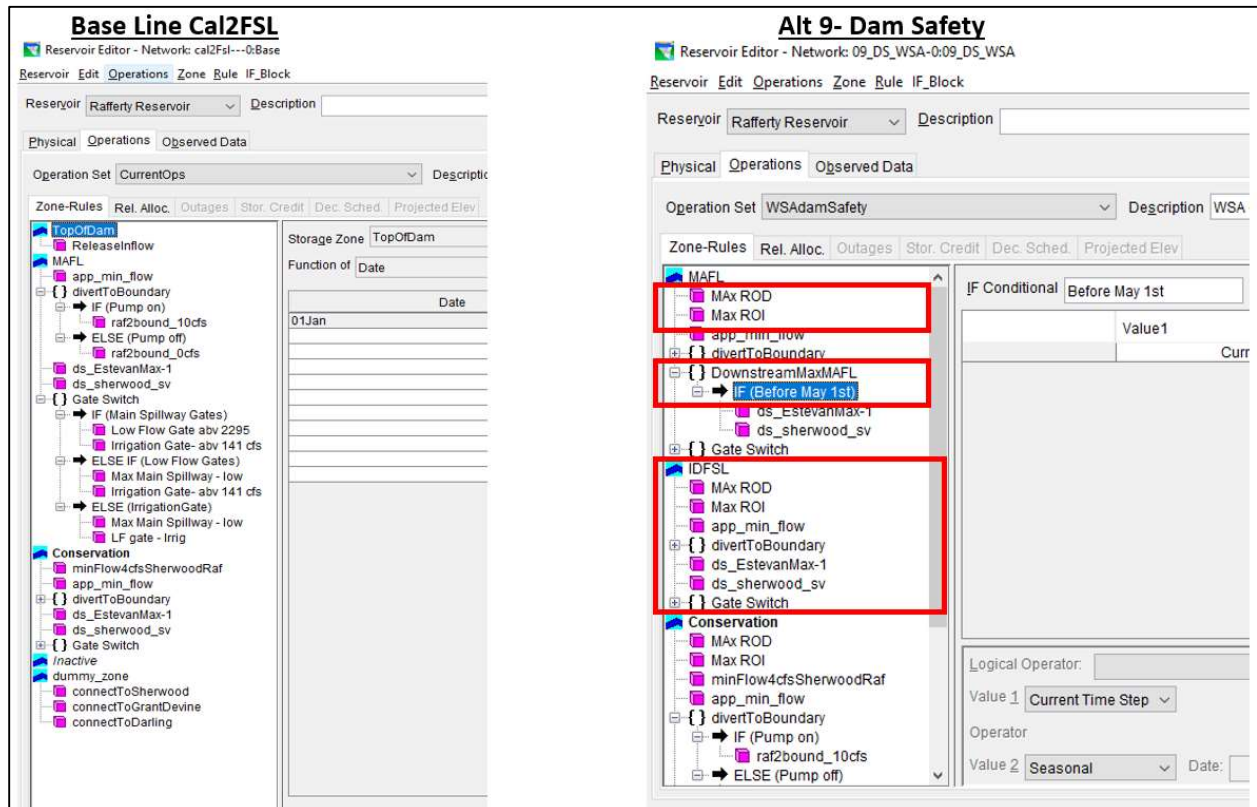 Base Line Cal2FSL
Reservoir Editor - Network: cal2Fsl---0:Base
Reservoir Edit Operations Zone Rule IF_Block
Reservoir Rafferty Reservoir Description
Physical Operations Observed Data
Operation Set CurrentOps Descriptic
Zone-Rules Rel. Alloc. Outages Stor. Credit Dec. Sched. Projected Elev
TopOfDam
ReleaseInflow
MAFL
app_min_flow
{ } divertToBoundary
IF (Pump on)
raf2bound_10cfs
ELSE (Pump off)
raf2bound_0cfs
ds_EstevanMax-1
ds_sherwood_sv
{ } Gate Switch
IF (Main Spillway Gates)
Low Flow Gate abv 2295
Irrigation Gate- abv 141 cfs
ELSE IF (Low Flow Gates)
Max Main Spillway - low
Irrigation Gate- abv 141 cfs
ELSE (IrrigationGate)
Max Main Spillway - low
LF gate - Irrig
Conservation
minFlow4cfsSherwoodRaf
app_min_flow
{ } divertToBoundary
ds_EstevanMax-1
ds_sherwood_sv
{ } Gate Switch
Inactive
dummy_zone
connectToSherwood
connectToGrantDevine
connectToDarling
Storage Zone TopOfDam
Function of Date
Date
01Jan
Alt 9- Dam Safety
Reservoir Editor - Network: 09_DS_WSA-0:09_DS_WSA
Reservoir Edit Operations Zone Rule IF_Block
Reservoir Rafferty Reservoir Description
Physical Operations Observed Data
Operation Set WSAdamSafety Description WSA
Zone-Rules Rel. Alloc. Outages Stor. Credit Dec. Sched. Projected Elev
MAFL
MAx ROD
Max ROI
app_min_flow
{ } divertToBoundary
{ } DownstreamMaxMAFL
IF (Before May 1st)
ds_EstevanMax-1
ds_sherwood_sv
{ } Gate Switch
IDFSL
MAx ROD
Max ROI
app_min_flow
{ } divertToBoundary
ds_EstevanMax-1
ds_sherwood_sv
{ } Gate Switch
Conservation
MAx ROD
Max ROI
minFlow4cfsSherwoodRaf
app_min_flow
{ } divertToBoundary
IF (Pump on)
raf2bound_10cfs
ELSE (Pump off)
IF Conditional Before May 1st
Value1
Curr
Logical Operator:
Value 1 Current Time Step
Operator
Value 2 Seasonal Date: